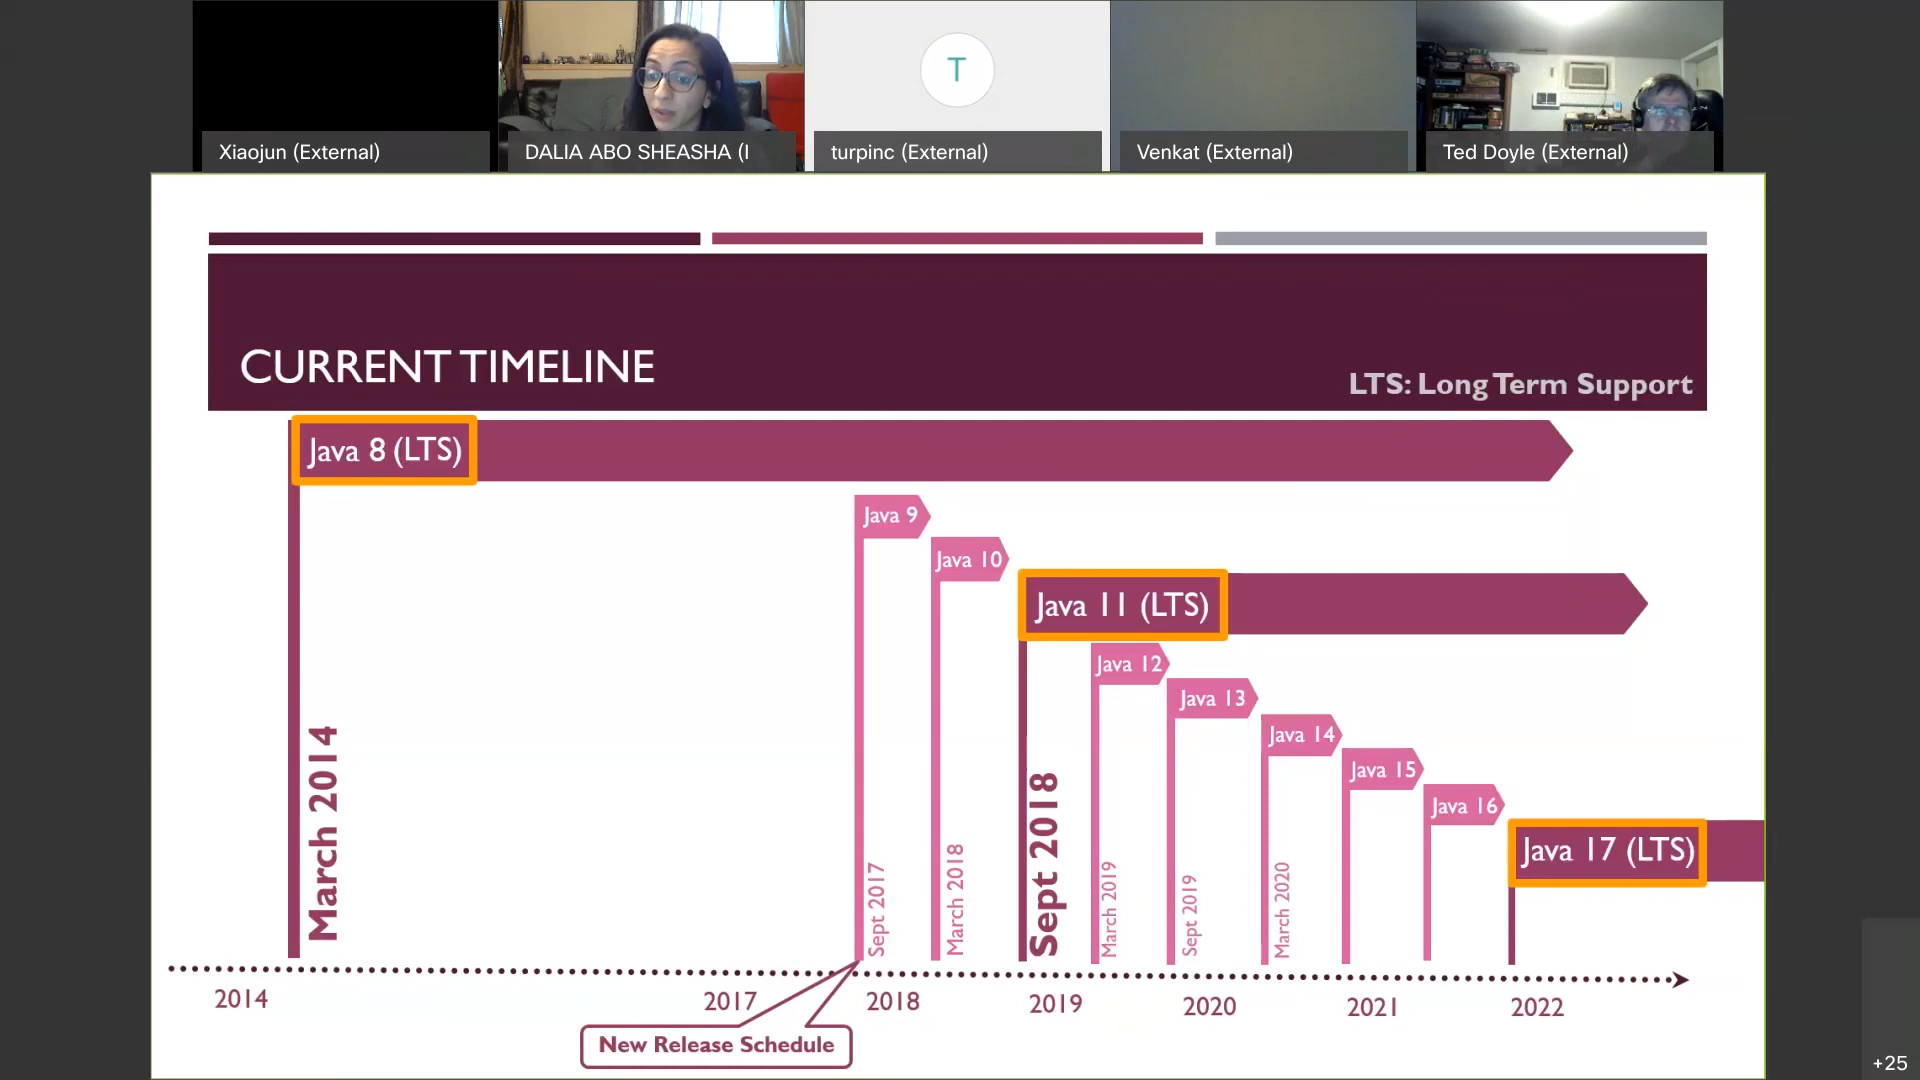 Xiaojun (External)
DALIA ABO SHEASHA (I
T
turpinc (External)
Venkat (External)
Ted Doyle (External)
CURRENT TIMELINE
LTS: Long Term Support
Java 8 (LTS)
Java 9
Java 10
Java 11 (LTS)
Java 12
Java 13
Java 14
Java 15
Java 16
Java 17 (LTS)
March 2014
Sept 2017
March 2018
Sept 2018
March 2019
Sept 2019
March 2020
2014
2017
2018
2019
2020
2021
2022
New Release Schedule
+25